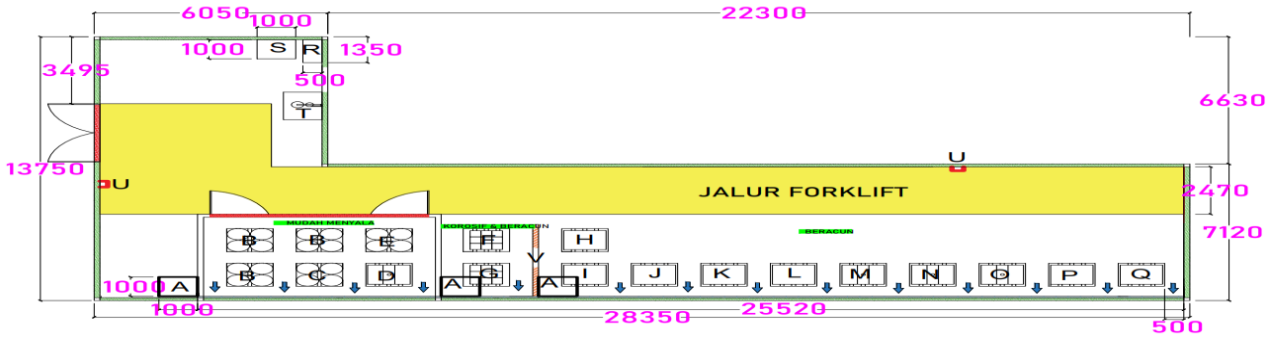 6050
22300
1000
1000
S
R
1350
3495
500
6630
T
13750
U
U
JALUR FORKLIFT
2470
MUDAH MENYALA
KOROSIF & BERACUN
BERACUN
7120
B
B
E
F
H
V
B
C
D
G
I
J
K
L
M
N
O
P
Q
1000
A
A
A
1000
25520
28350
500